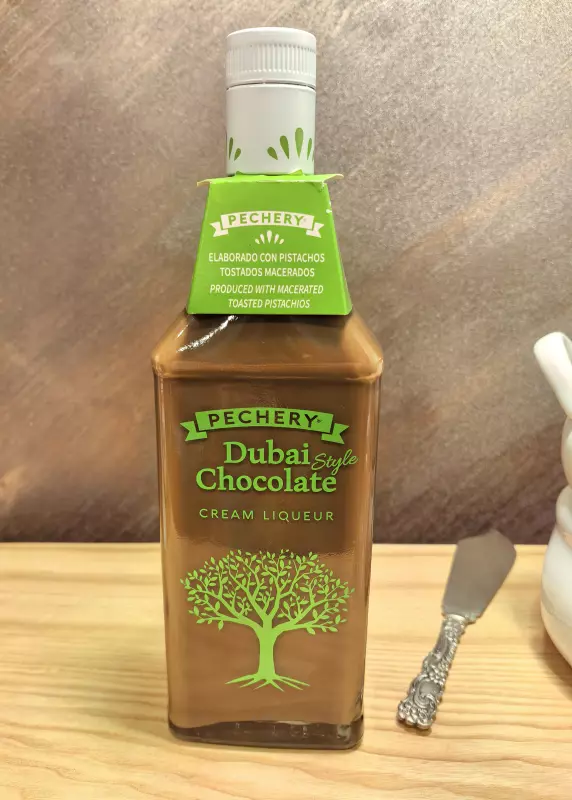 PECHERY
ELABORADO CON PISTACHOS
TOSTADOS MACERADOS
PRODUCED WITH MACERATED
TOASTED PISTACHIOS
PECHERY
Dubai Style
Chocolate
CREAM LIQUEUR